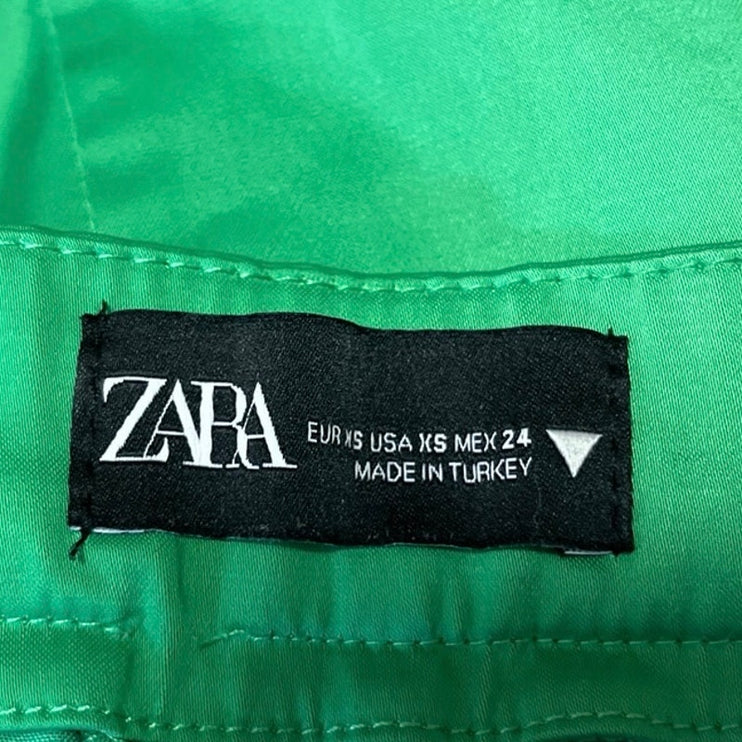 ZARA
EUR XS USA XS MEX 24
MADE IN TURKEY